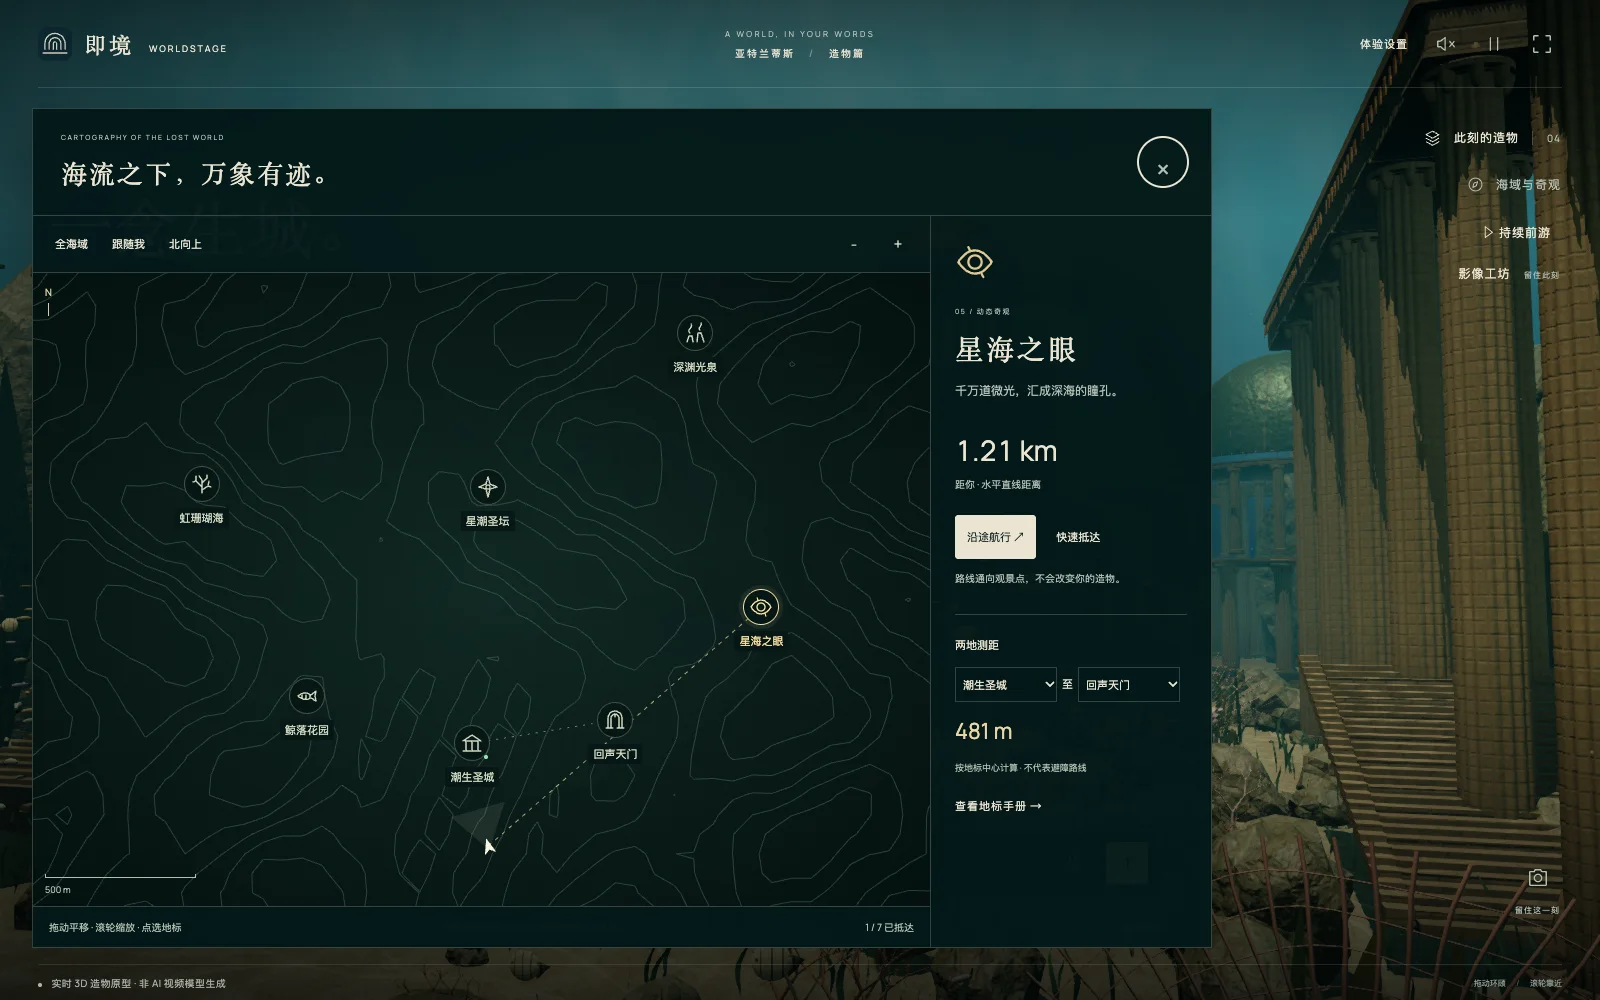 即境 WORLDSTAGE
A WORLD, IN YOUR WORDS
亚特兰蒂斯 / 造物篇
体验设置
CARTOGRAPHY OF THE LOST WORLD
海流之下，万象有迹。
×
此刻的造物 04
海域与奇观
持续前游
影像工坊 留住此刻
全海域 跟随我 北向上 − +
N
深渊光泉
虹珊瑚海
星潮圣坛
星海之眼
鲸落花园
潮生圣城
回声天门
500 m
拖动平移 · 滚轮缩放 · 点选地标
1 / 7 已抵达
05 / 动态奇观
星海之眼
千万道微光，汇成深海的瞳孔。
1.21 km
距你 · 水平直线距离
沿途航行 ↗ 快速抵达
路线通向观景点，不会改变你的造物。
两地测距
潮生圣城 至 回声天门
481 m
按地标中心计算 · 不代表避障路线
查看地标手册 →
留住这一刻
实时 3D 造物原型 · 非 AI 视频模型生成
拖动环顾 / 滚轮靠近